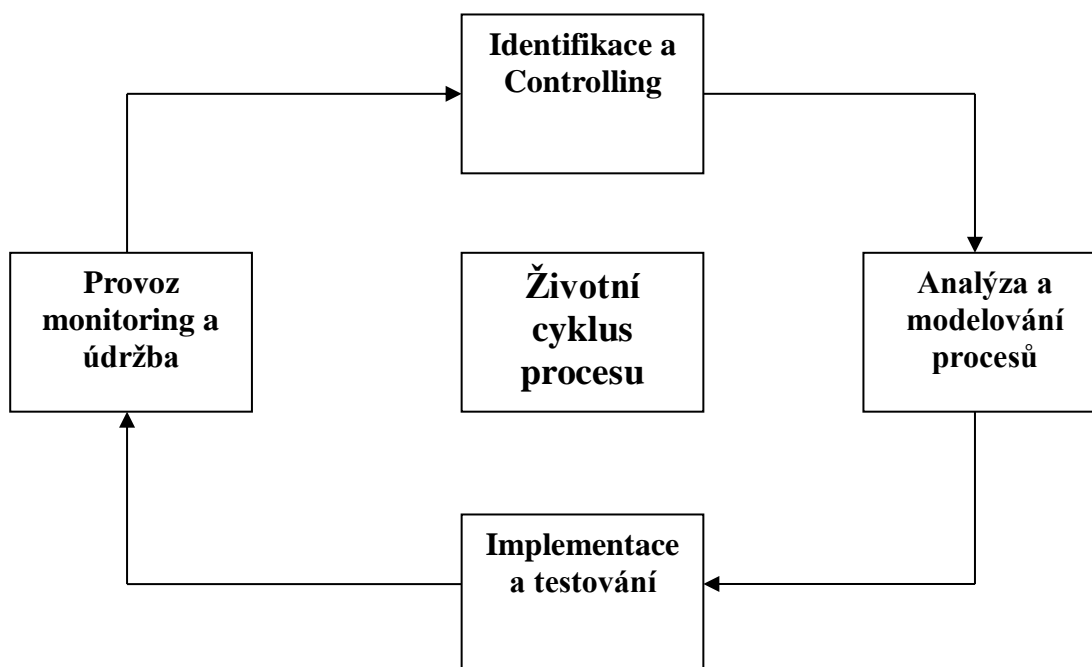 Identifikace a
Controlling
Provoz
monitoring a
údržba
Životní
cyklus
procesu
Analýza a
modelování
procesů
Implementace
a testování